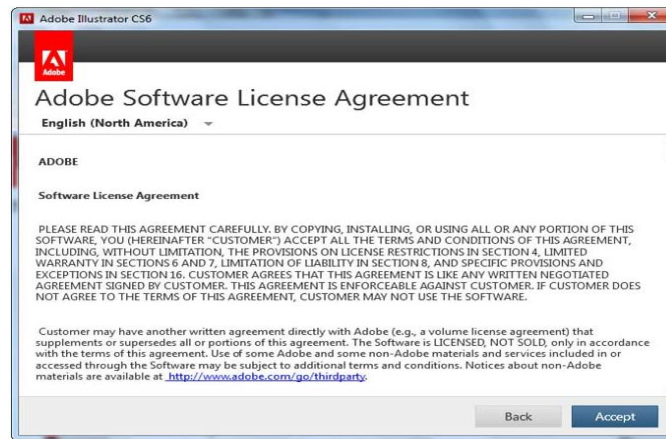 Adobe Illustrator CS6
Adobe
Adobe Software License Agreement
English (North America)
ADOBE
Software License Agreement
PLEASE READ THIS AGREEMENT CAREFULLY. BY COPYING, INSTALLING, OR USING ALL OR ANY PORTION OF THIS
SOFTWARE, YOU (HEREINAFTER "CUSTOMER") ACCEPT ALL THE TERMS AND CONDITIONS OF THIS AGREEMENT,
INCLUDING, WITHOUT LIMITATION, THE PROVISIONS ON LICENSE RESTRICTIONS IN SECTION 4, LIMITED
WARRANTY IN SECTIONS 6 AND 7, LIMITATION OF LIABILITY IN SECTION 8, AND SPECIFIC PROVISIONS AND
EXCEPTIONS IN SECTION 16. CUSTOMER AGREES THAT THIS AGREEMENT IS LIKE ANY WRITTEN NEGOTIATED
AGREEMENT SIGNED BY CUSTOMER. THIS AGREEMENT IS ENFORCEABLE AGAINST CUSTOMER. IF CUSTOMER DOES
NOT AGREE TO THE TERMS OF THIS AGREEMENT, CUSTOMER MAY NOT USE THE SOFTWARE.
Customer may have another written agreement directly with Adobe (e.g., a volume license agreement) that
supplements or supersedes all or portions of this agreement. The Software is LICENSED, NOT SOLD, only in accordance
with the terms of this agreement. Use of some Adobe and some non-Adobe materials and services included in or
accessed through the Software may be subject to additional terms and conditions. Notices about non-Adobe
materials are available at http://www.adobe.com/go/thirdparty.
Back Accept